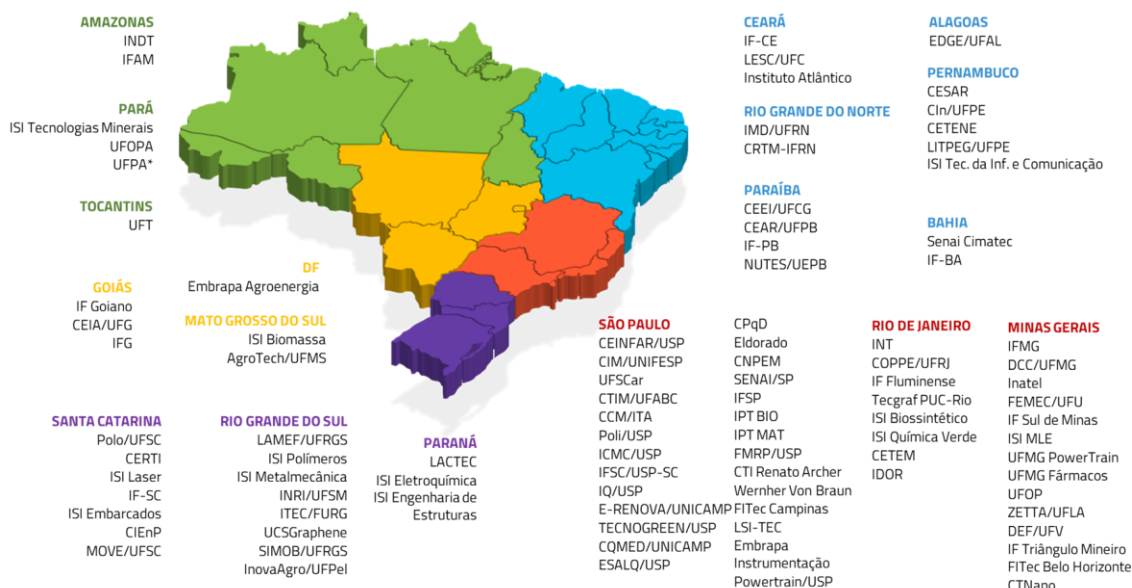 AMAZONAS
INDT
IFAM
PARÁ
ISI Tecnologias Minerais
UFOPA
UFPA*
TOCANTINS
UFT
CEARÁ
IF-CE
LESC/UFC
Instituto Atlântico
RIO GRANDE DO NORTE
IMD/UFRN
CRTM-IFRN
PARAÍBA
CEEI/UFCG
CEAR/UFPB
IF-PB
NUTES/UEPB
ALAGOAS
EDGE/UFAL
PERNAMBUCO
CESAR
CIn/UFPE
CETENE
LITPEG/UFPE
ISI Tec. da Inf. e Comunicação
BAHIA
Senai Cimatec
IF-BA
DF
Embrapa Agroenergia
GOIÁS
IF Goiano
CEIA/UFG
IFG
MATO GROSSO DO SUL
ISI Biomassa
AgroTech/UFMS
SANTA CATARINA
Polo/UFSC
CERTI
ISI Laser
IF-SC
ISI Embarcados
CIEnP
MOVE/UFSC
RIO GRANDE DO SUL
LAMEF/UFRGS
ISI Polímeros
ISI Metalmecânica
INRI/UFSM
ITEC/FURG
UCSGraphene
SIMOB/UFRGS
InovaAgro/UFPel
PARANÁ
LACTEC
ISI Eletroquímica
ISI Engenharia de
Estruturas
SÃO PAULO
CEINFAR/USP
CIM/UNIFESP
UFSCar
CTIM/UFABC
CCM/ITA
Poli/USP
ICMC/USP
IFSC/USP-SC
IQ/USP
E-RENOVA/UNICAMP
TECNOGREEN/USP
CQMED/UNICAMP
ESALQ/USP
CPqD
Eldorado
CNPEM
SENAI/SP
IFSP
IPT BIO
IPT MAT
FMRP/USP
CTI Renato Archer
Wernher Von Braun
FITec Campinas
LSI-TEC
Embrapa
Instrumentação
Powertrain/USP
RIO DE JANEIRO
INT
COPPE/UFRJ
IF Fluminense
Tecgraf PUC-Rio
ISI Biossintético
ISI Química Verde
CETEM
IDOR
MINAS GERAIS
IFMG
DCC/UFMG
Inatel
FEMEC/UFU
IF Sul de Minas
ISI MLE
UFMG PowerTrain
UFMG Fármacos
UFOP
ZETTA/UFLA
DEF/UFV
IF Triângulo Mineiro
FITec Belo Horizonte
CTNano